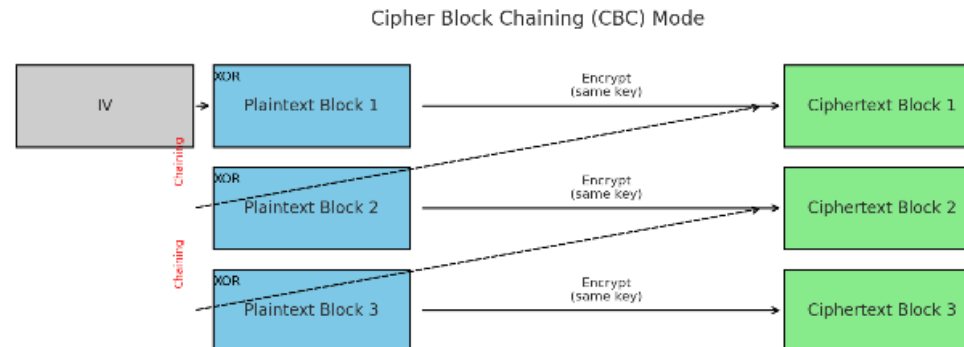 Cipher Block Chaining (CBC) Mode
IV
XOR
Plaintext Block 1
Encrypt
(same key)
Ciphertext Block 1
Chaining
XOR
Plaintext Block 2
Encrypt
(same key)
Ciphertext Block 2
Chaining
XOR
Plaintext Block 3
Encrypt
(same key)
Ciphertext Block 3